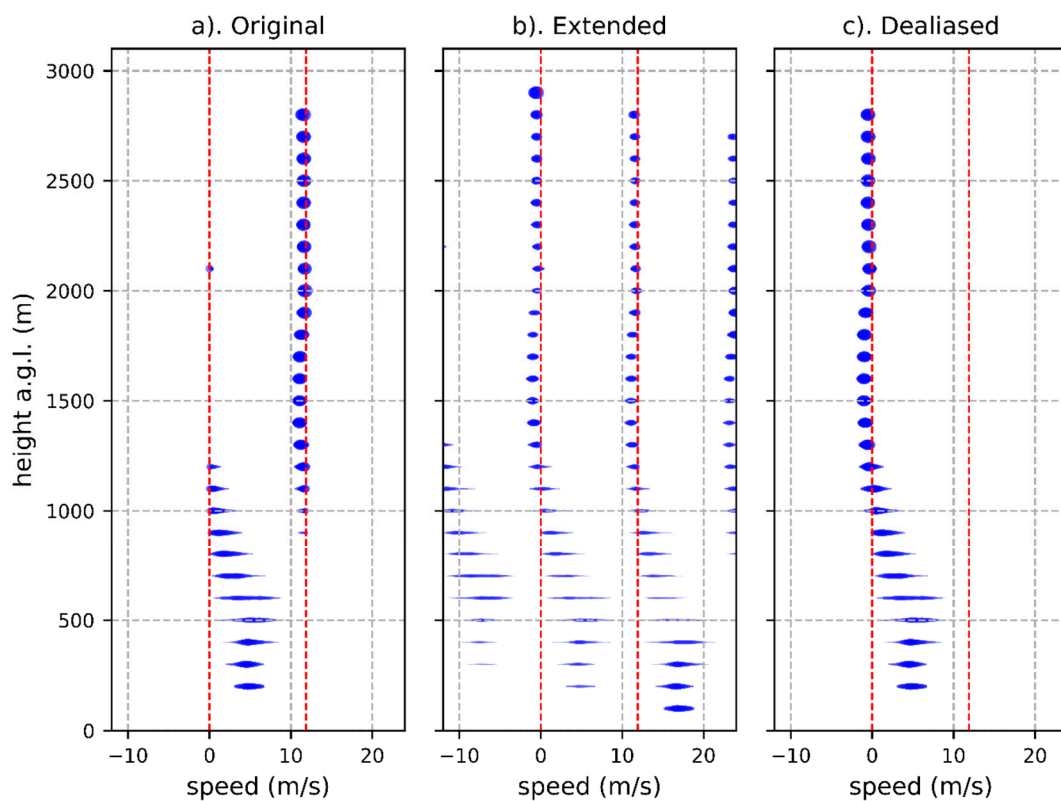 a). Original
b). Extended
c). Dealiased
height a.g.l. (m)
3000
2500
2000
1500
1000
500
0
−10 0 10 20
−10 0 10 20
−10 0 10 20
speed (m/s)
speed (m/s)
speed (m/s)